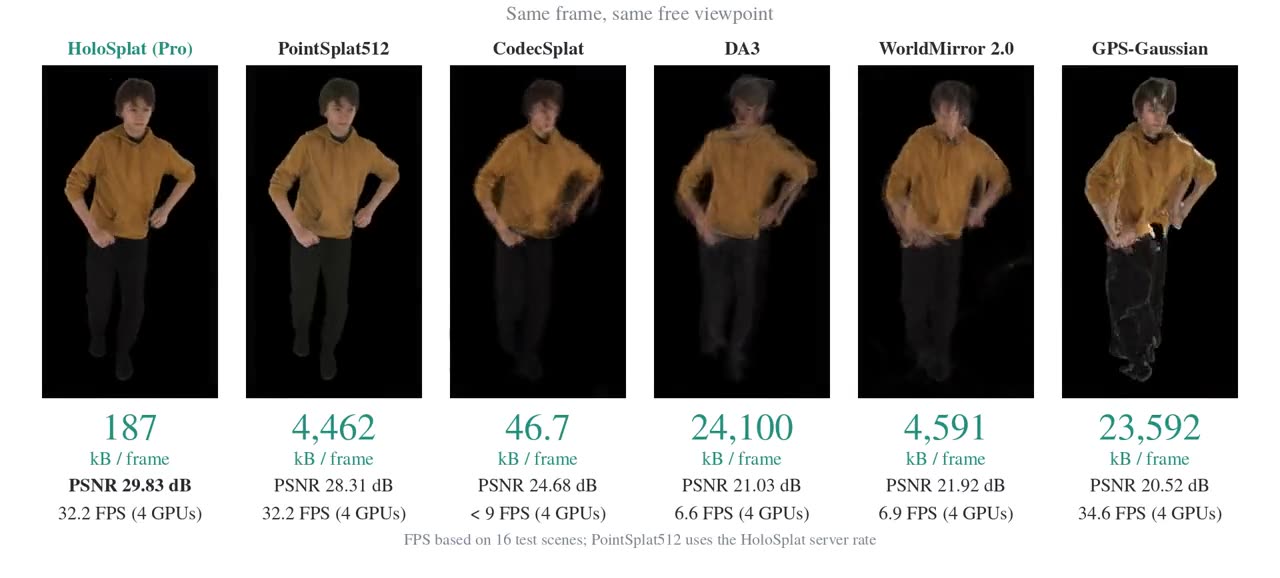 Same frame, same free viewpoint
HoloSplat (Pro) PointSplat512 CodecSplat DA3 WorldMirror 2.0 GPS-Gaussian
187 4,462 46.7 24,100 4,591 23,592
kB / frame kB / frame kB / frame kB / frame kB / frame kB / frame
PSNR 29.83 dB PSNR 28.31 dB PSNR 24.68 dB PSNR 21.03 dB PSNR 21.92 dB PSNR 20.52 dB
32.2 FPS (4 GPUs) 32.2 FPS (4 GPUs) < 9 FPS (4 GPUs) 6.6 FPS (4 GPUs) 6.9 FPS (4 GPUs) 34.6 FPS (4 GPUs)
FPS based on 16 test scenes; PointSplat512 uses the HoloSplat server rate